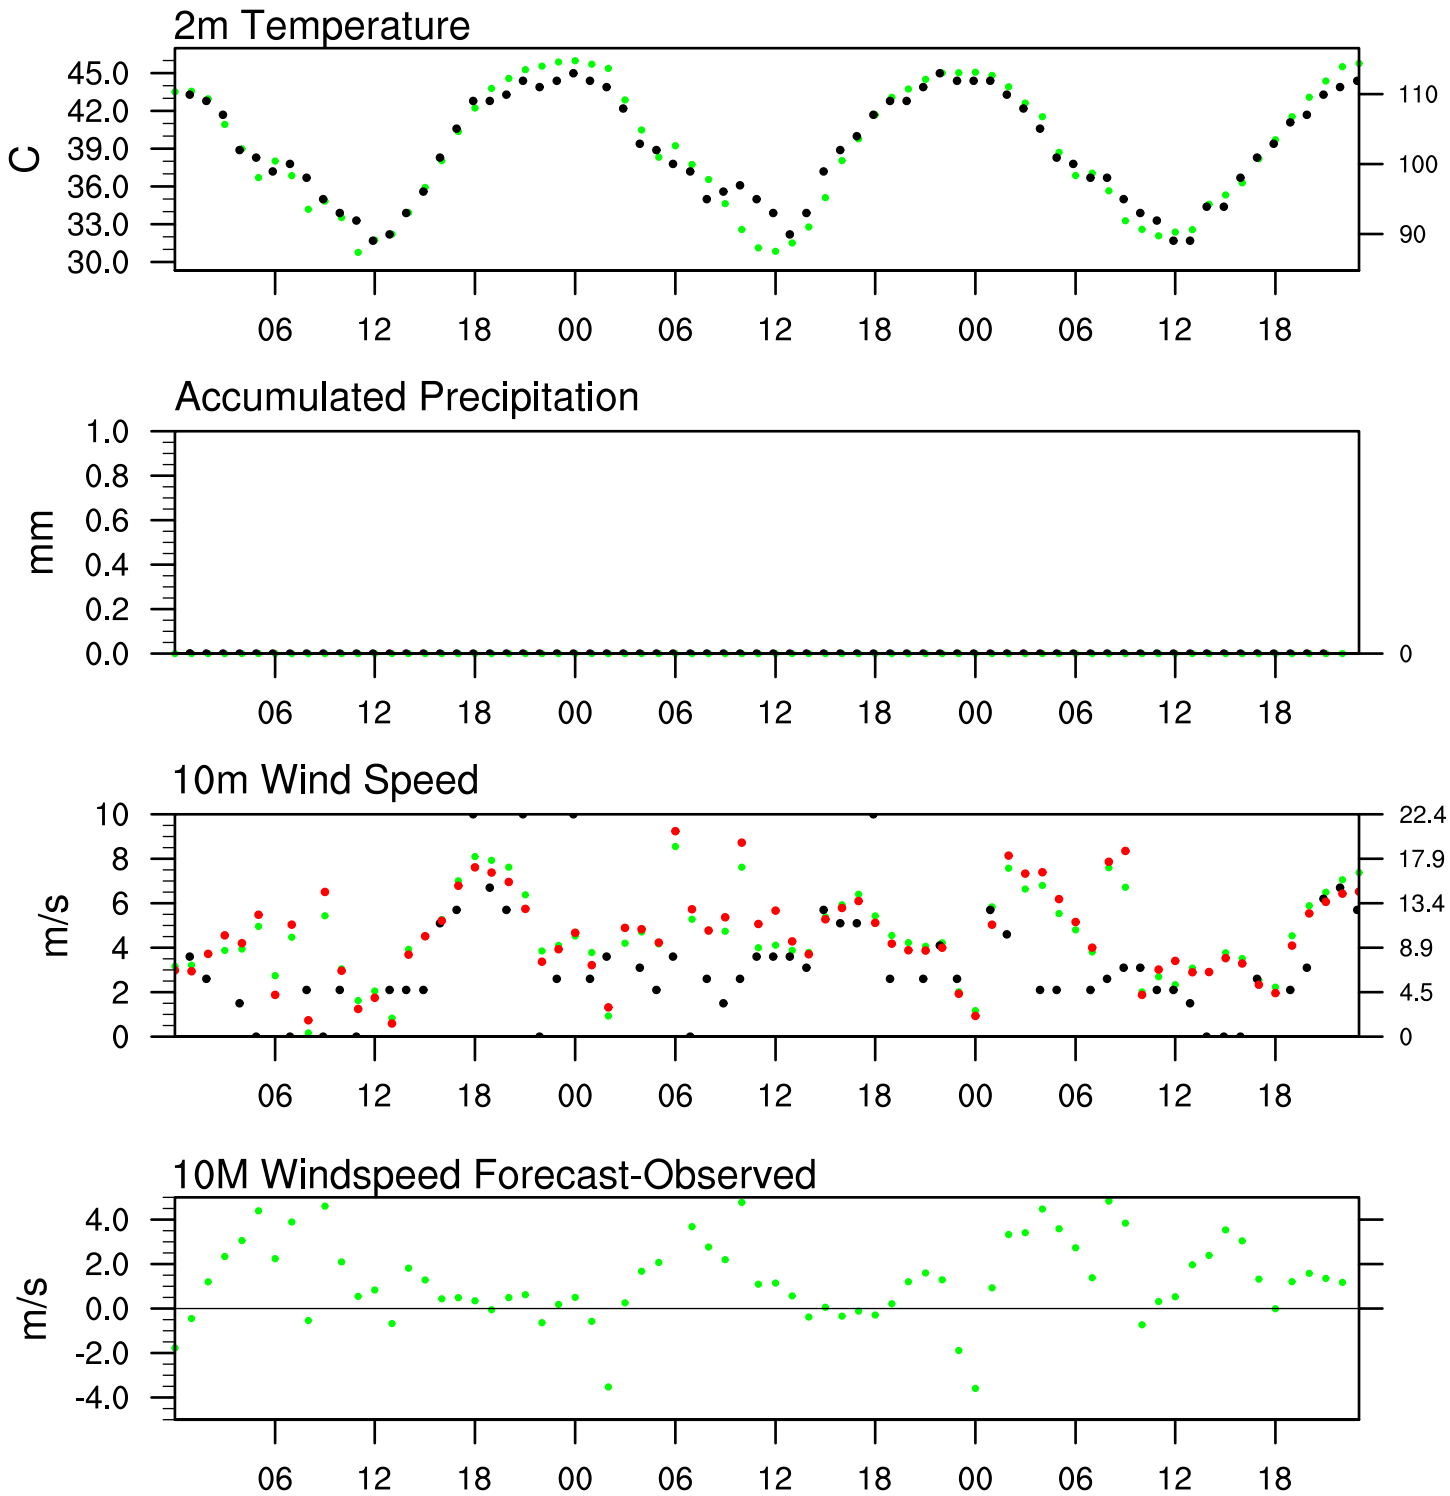 2m Temperature
45.0
42.0
39.0
36.0
33.0
30.0
C
110
100
90
06 12 18 00 06 12 18 00 06 12 18
Accumulated Precipitation
1.0
0.8
0.6
0.4
0.2
0.0
mm
0
06 12 18 00 06 12 18 00 06 12 18
10m Wind Speed
10
8
6
4
2
0
m/s
22.4
17.9
13.4
8.9
4.5
0
06 12 18 00 06 12 18 00 06 12 18
10M Windspeed Forecast-Observed
4.0
2.0
0.0
-2.0
-4.0
m/s
06 12 18 00 06 12 18 00 06 12 18